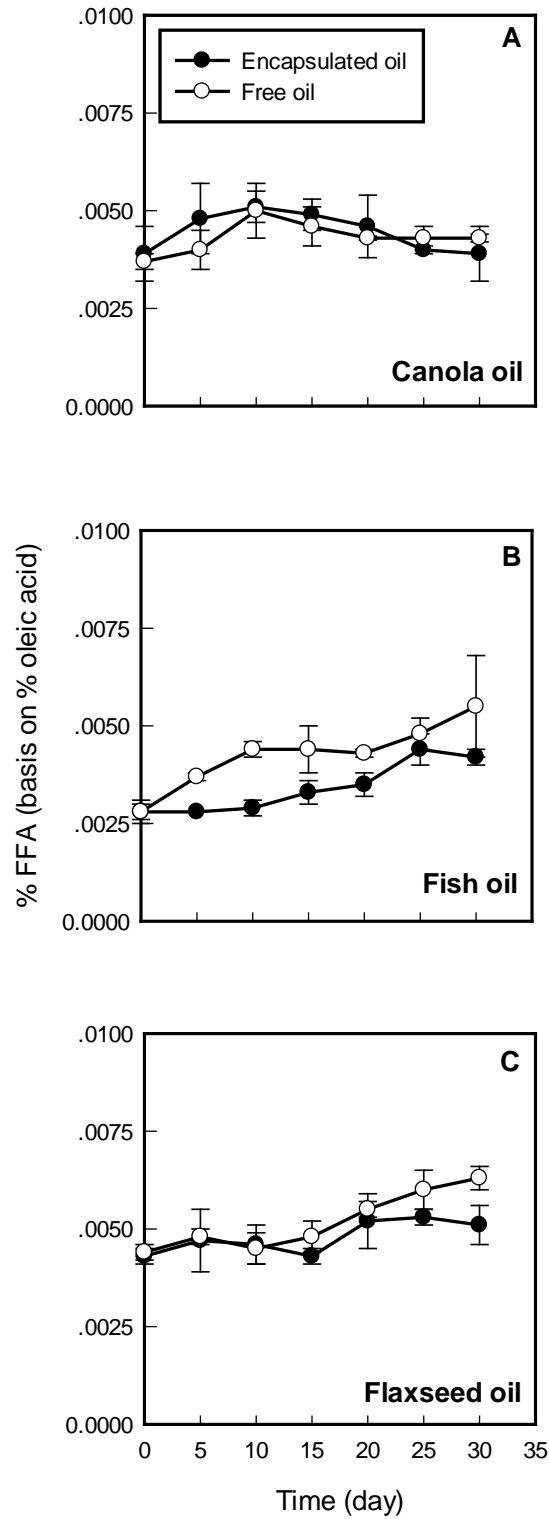 .0100
A
Encapsulated oil
Free oil
.0075
.0050
.0025
Canola oil
0.0000
% FFA (basis on % oleic acid)
.0100
B
.0075
.0050
.0025
Fish oil
0.0000
.0100
C
.0075
.0050
.0025
Flaxseed oil
0.0000
0 5 10 15 20 25 30 35
Time (day)